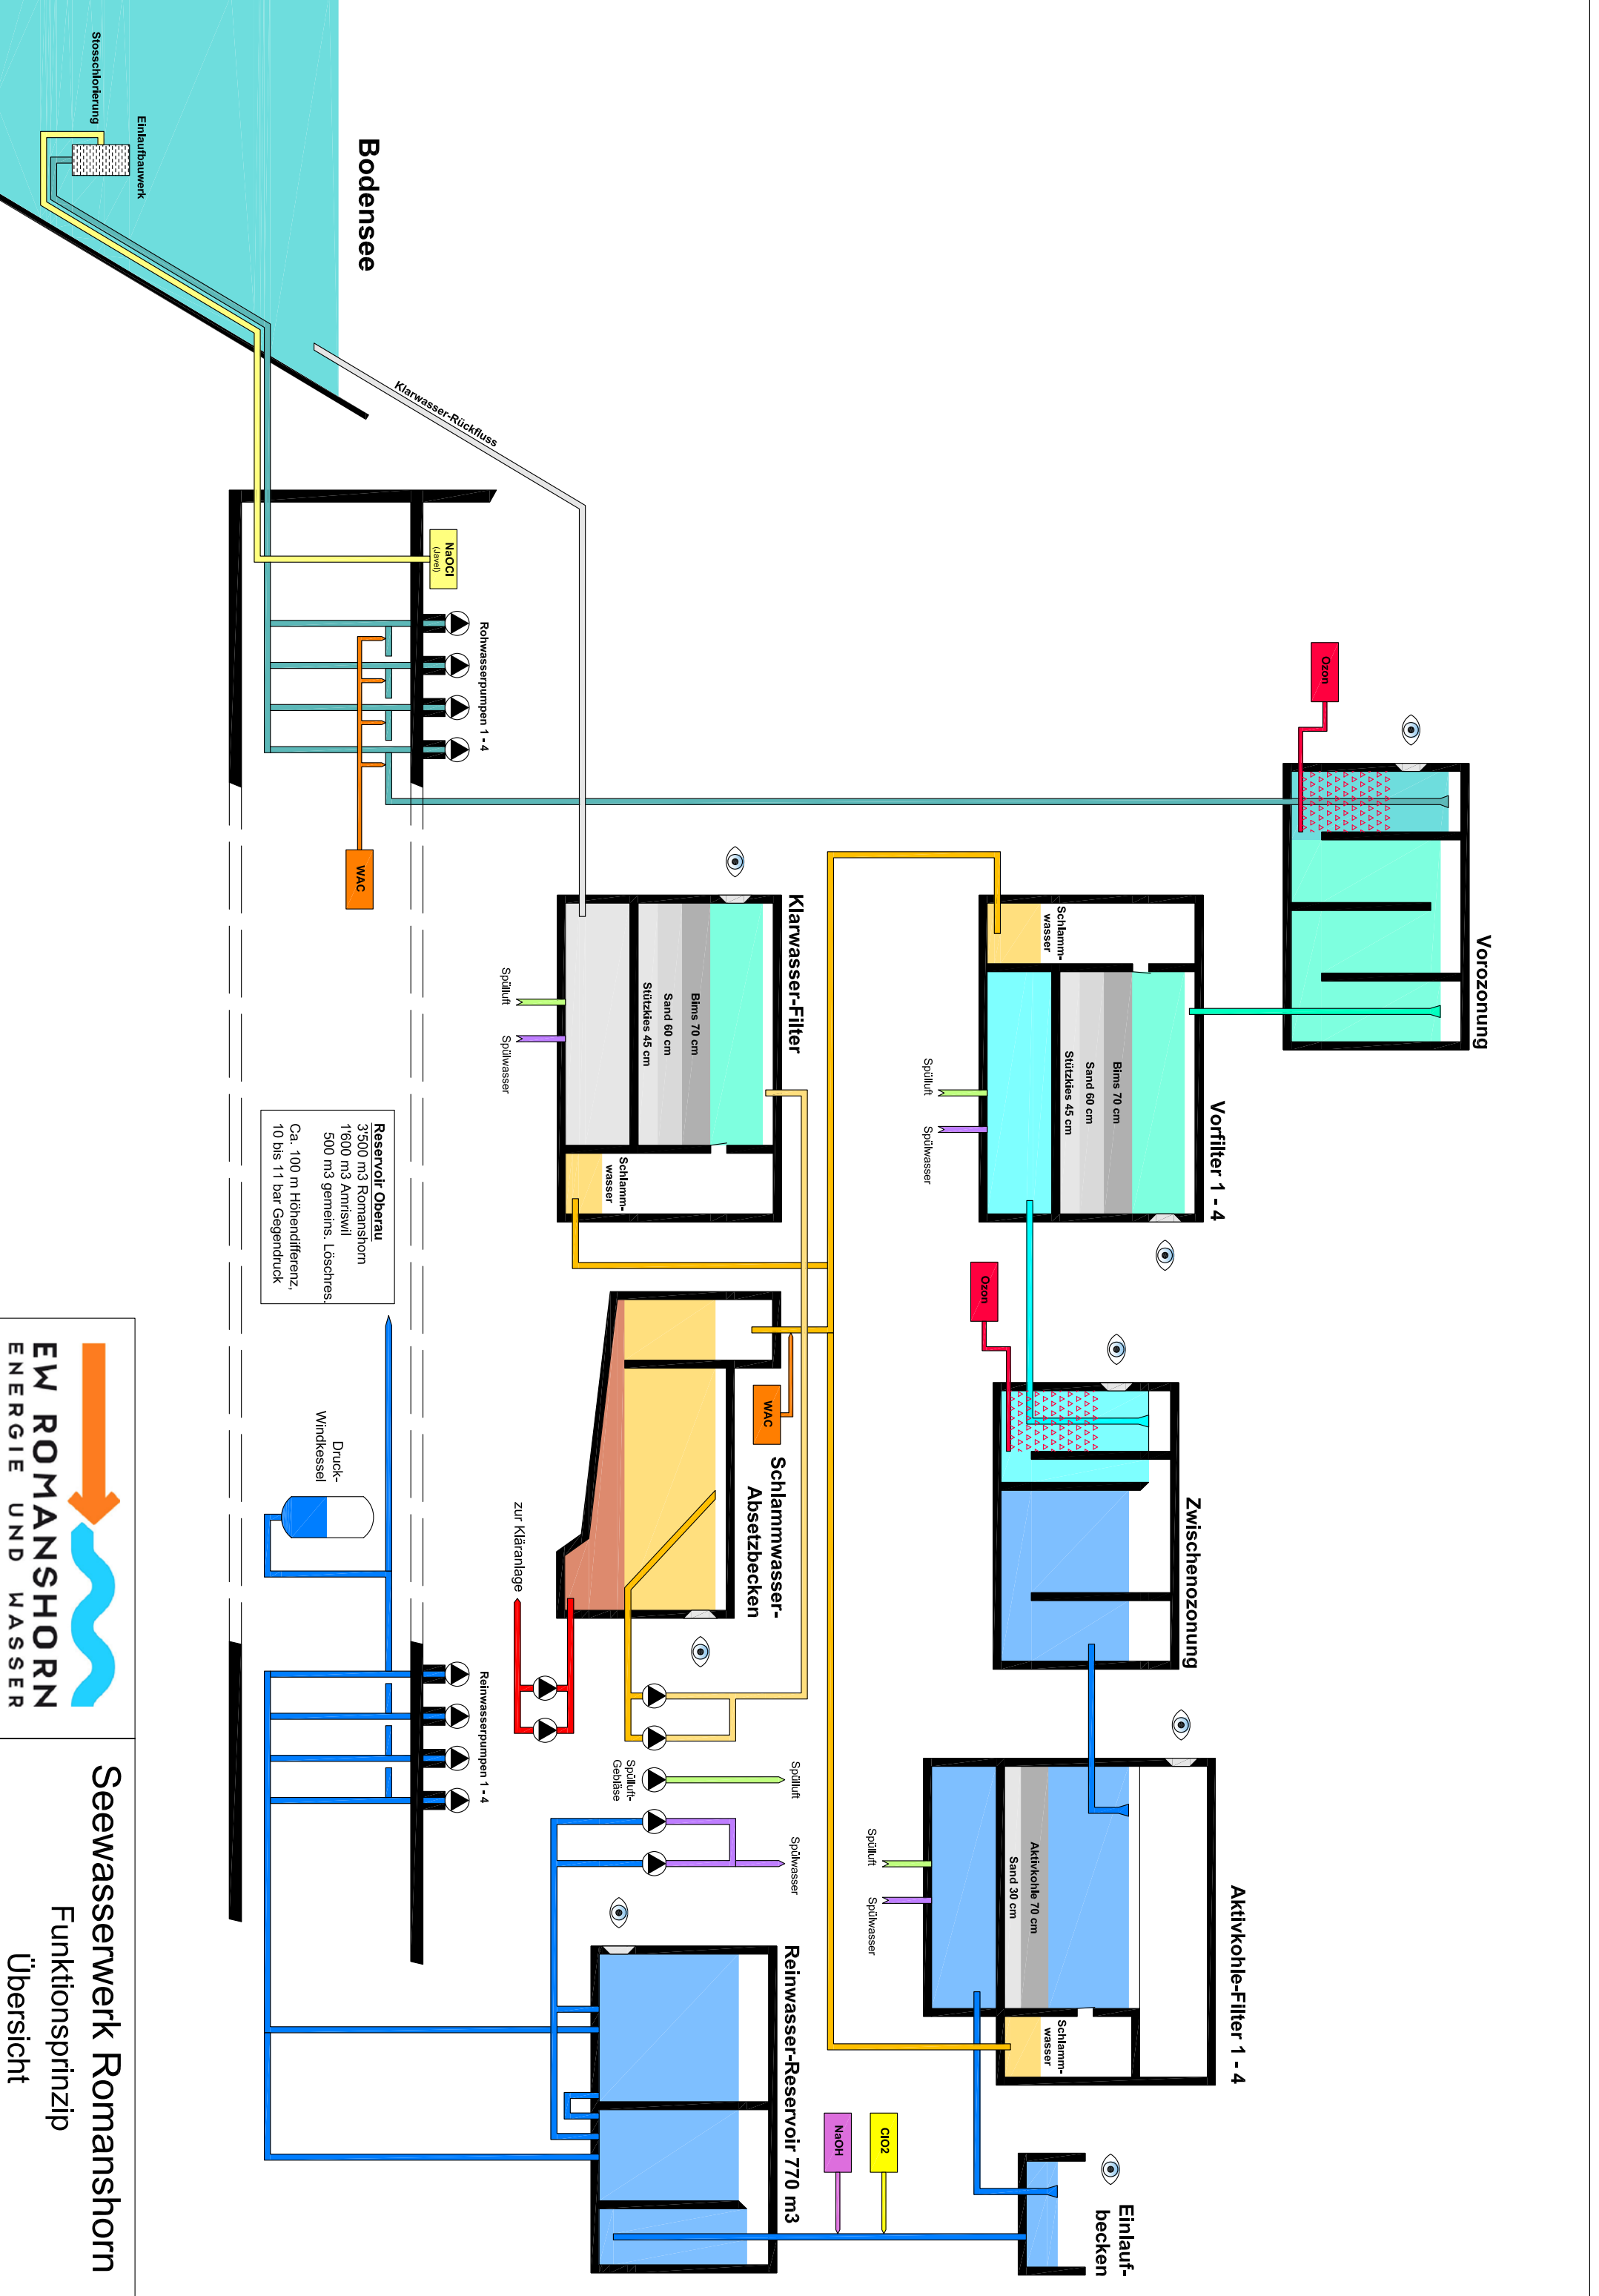 Vorozonung
Ozon
Bodensee
Einlaufbauwerk
Stosschlorierung
Klarwasser-Rückfluss
NaOCl
(Javel)
Rohwasserpumpen 1 - 4
WAC
Vorfilter 1 - 4
Schlamm-
wasser
Bims 70 cm
Sand 60 cm
Stützkies 45 cm
Spülluft
Spülwasser
Zwischenozonung
Ozon
Aktivkohle-Filter 1 - 4
Aktivkohle 70 cm
Sand 30 cm
Schlamm-
wasser
Spülluft
Spülwasser
Einlauf-
becken
ClO2
NaOH
Klarwasser-Filter
Bims 70 cm
Sand 60 cm
Stützkies 45 cm
Schlamm-
wasser
Spülluft
Spülwasser
Schlammwasser-
Absetzbecken
WAC
zur Kläranlage
Spülluft
Spülwasser
Spülluft-
Gebläse
Reinwasser-Reservoir 770 m3
Reinwasserpumpen 1 - 4
Druck-
Windkessel
Reservoir Oberau
3'500 m3 Romanshorn
1'600 m3 Amriswil
500 m3 gemeins. Löschres.
Ca. 100 m Höhendifferenz,
10 bis 11 bar Gegendruck
EW ROMANSHORN
ENERGIE UND WASSER
Seewasserwerk Romanshorn
Funktionsprinzip
Übersicht